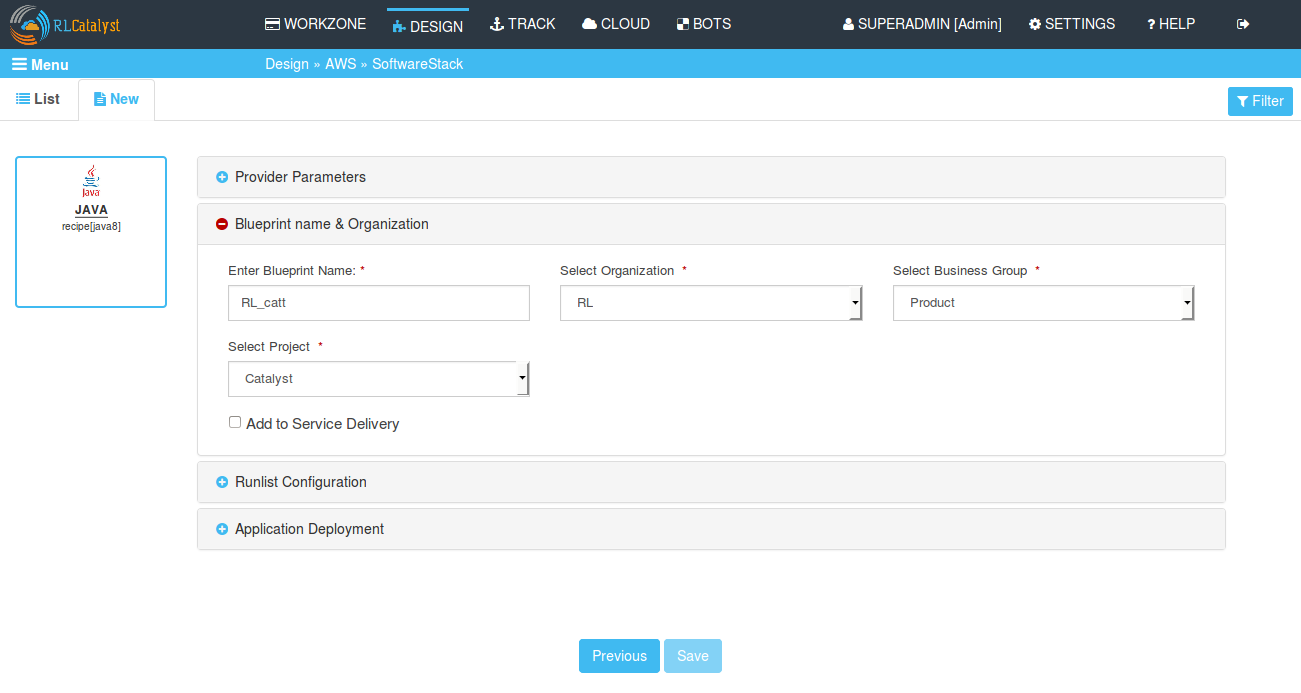 RLCatalyst
WORKZONE DESIGN TRACK CLOUD BOTS SUPERADMIN [Admin] SETTINGS ? HELP
Menu Design » AWS » SoftwareStack
List New Filter
Java
JAVA
recipe[java8]
Provider Parameters
Blueprint name & Organization
Enter Blueprint Name: * Select Organization * Select Business Group *
RL_catt RL Product
Select Project *
Catalyst
Add to Service Delivery
Runlist Configuration
Application Deployment
Previous Save